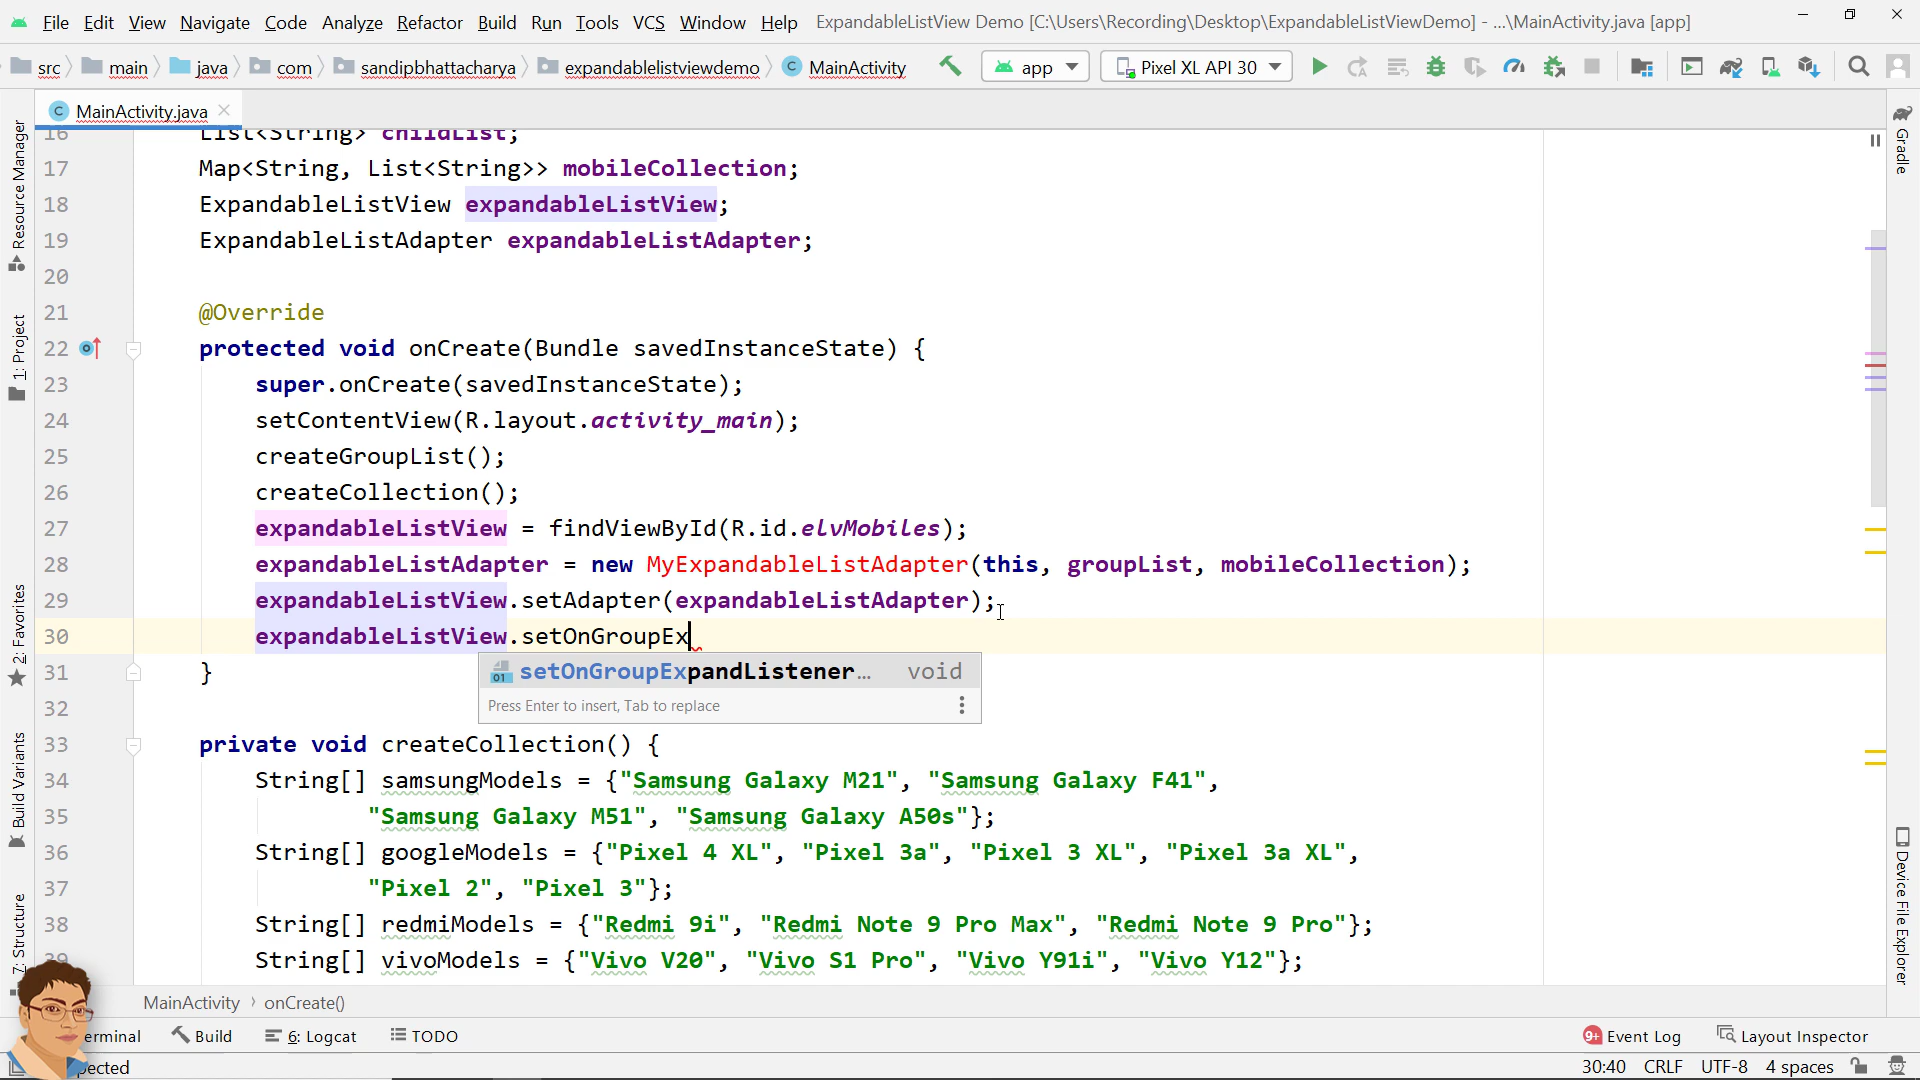 File Edit View Navigate Code Analyze Refactor Build Run Tools VCS Window Help ExpandableListView Demo [C:\Users\Recording\Desktop\ExpandableListViewDemo] - ...\MainActivity.java [app]
src main java com sandipbhattacharya expandablelistviewdemo MainActivity app Pixel XL API 30
MainActivity.java
16 List<String> childList;
17 Map<String, List<String>> mobileCollection;
18 ExpandableListView expandableListView;
19 ExpandableListAdapter expandableListAdapter;
20
21 @Override
22 protected void onCreate(Bundle savedInstanceState) {
23 super.onCreate(savedInstanceState);
24 setContentView(R.layout.activity_main);
25 createGroupList();
26 createCollection();
27 expandableListView = findViewById(R.id.elvMobiles);
28 expandableListAdapter = new MyExpandableListAdapter(this, groupList, mobileCollection);
29 expandableListView.setAdapter(expandableListAdapter);
30 expandableListView.setOnGroupEx
31 }
setOnGroupExpandListener... void
Press Enter to insert, Tab to replace
32
33 private void createCollection() {
34 String[] samsungModels = {"Samsung Galaxy M21", "Samsung Galaxy F41",
35 "Samsung Galaxy M51", "Samsung Galaxy A50s"};
36 String[] googleModels = {"Pixel 4 XL", "Pixel 3a", "Pixel 3 XL", "Pixel 3a XL",
37 "Pixel 2", "Pixel 3"};
38 String[] redmiModels = {"Redmi 9i", "Redmi Note 9 Pro Max", "Redmi Note 9 Pro"};
39 String[] vivoModels = {"Vivo V20", "Vivo S1 Pro", "Vivo Y91i", "Vivo Y12"};
Resource Manager
1: Project
2: Favorites
Build Variants
7: Structure
Gradle
Device File Explorer
MainActivity › onCreate()
erminal Build 6: Logcat TODO 9+ Event Log Layout Inspector
pected 30:40 CRLF UTF-8 4 spaces